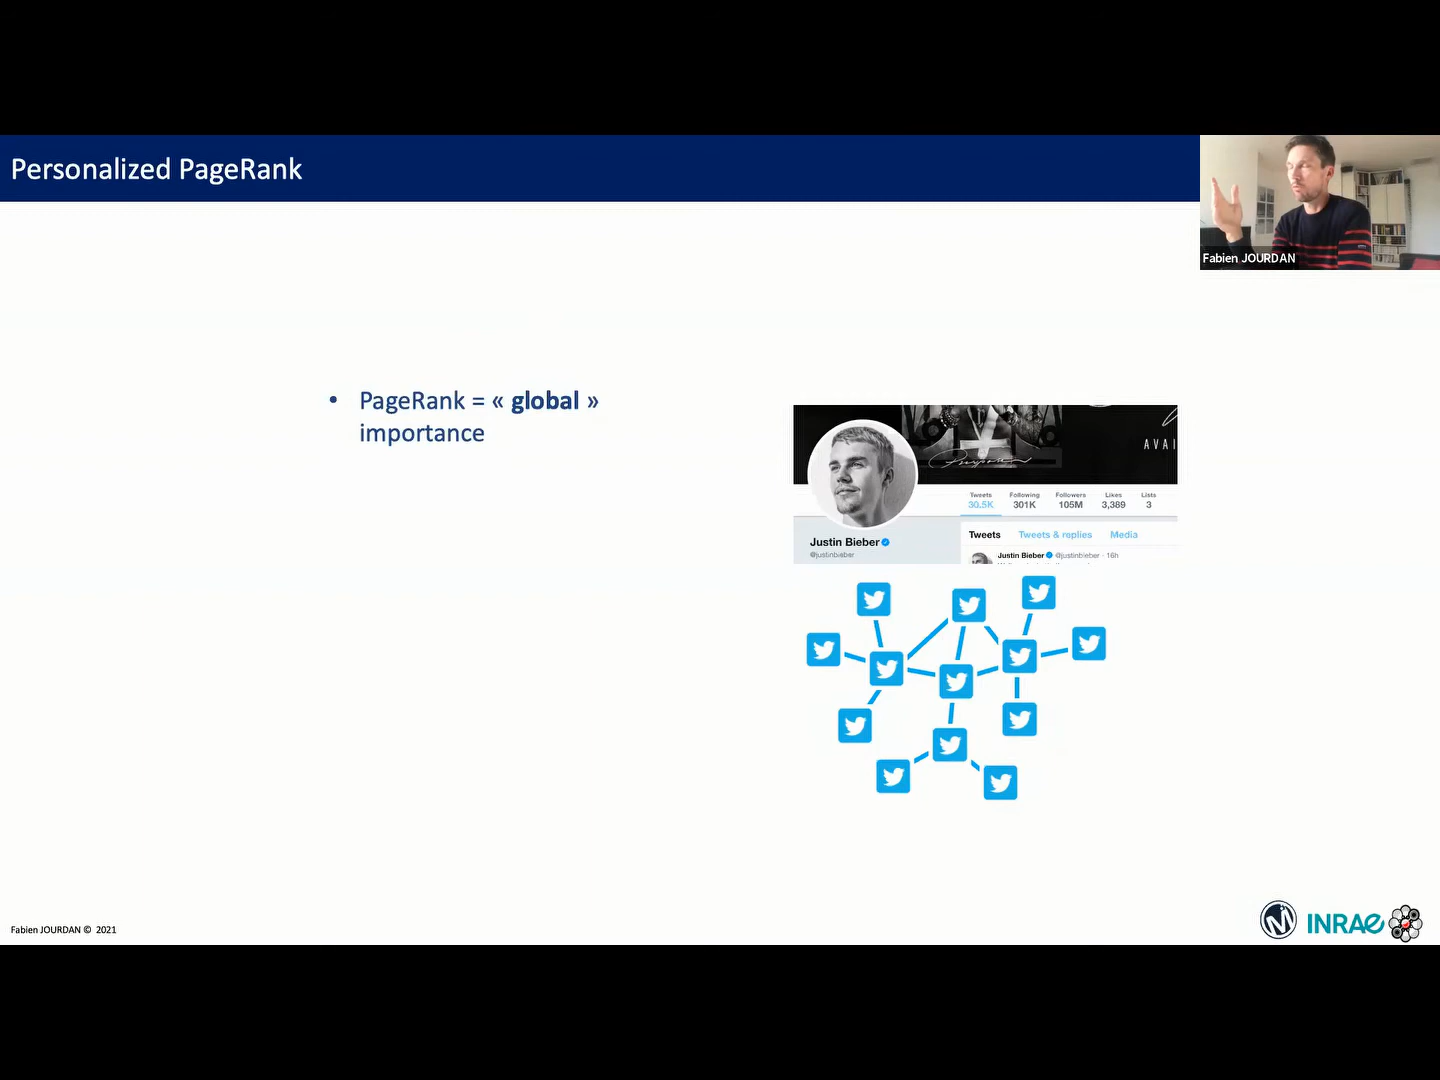 Personalized PageRank
Fabien JOURDAN
• PageRank = « global »
importance
AVAI
Tweets Following Followers Likes Lists
30.5K 301K 105M 3,389 3
Justin Bieber
@justinbieber
Tweets Tweets & replies Media
Justin Bieber @justinbieber · 16h
Fabien JOURDAN © 2021
INRAE